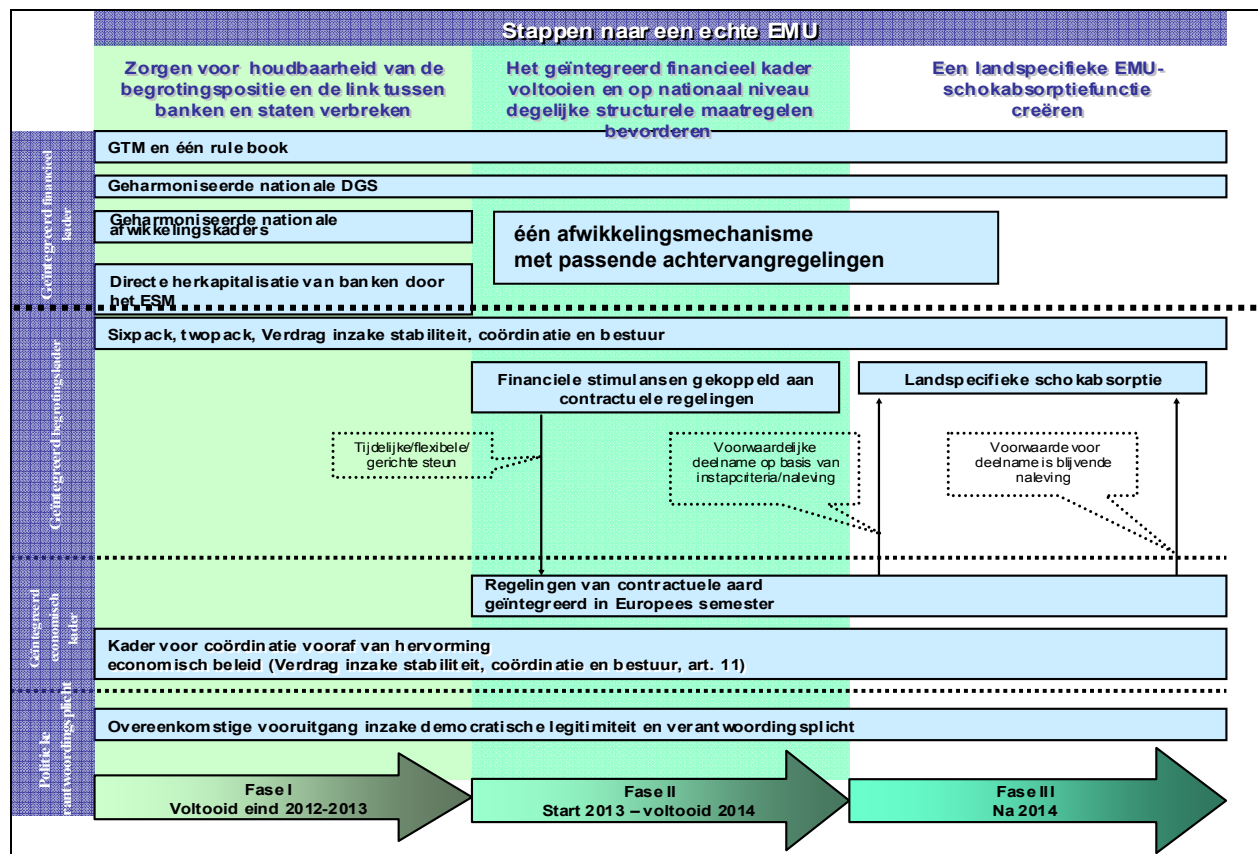 Stappen naar een echte EMU
Zorgen voor houdbaarheid van de
begrotingspositie en de link tussen
banken en staten verbreken
Het geïntegreerd financieel kader
voltooien en op nationaal niveau
degelijke structurele maatregelen
bevorderen
Een landspecifieke EMU-
schokabsorptiefunctie
creëren
Geïntegreerd financieel
kader
GTM en één rule book
Geharmoniseerde nationale DGS
Geharmoniseerde nationale
afwikkelingskaders
één afwikkelingsmechanisme
met passende achtervangregelingen
Directe herkapitalisatie van banken door
het ESM
Geïntegreerd begrotingskader
Sixpack, twopack, Verdrag inzake stabiliteit, coördinatie en bestuur
Financiele stimulansen gekoppeld aan
contractuele regelingen
Landspecifieke schokabsorptie
Tijdelijke/flexibele/
gerichte steun
Voorwaardelijke
deelname op basis van
instapcriteria/naleving
Voorwaarde voor
deelname is blijvende
naleving
Geïntegreerd
economisch
kader
Regelingen van contractuele aard
geïntegreerd in Europees semester
Kader voor coördinatie vooraf van hervorming
economisch beleid (Verdrag inzake stabiliteit, coördinatie en bestuur, art. 11)
Politieke
rantwoordingsplicht
Overeenkomstige vooruitgang inzake democratische legitimiteit en verantwoordingsplicht
Fase I
Voltooid eind 2012-2013
Fase II
Start 2013 – voltooid 2014
Fase III
Na 2014